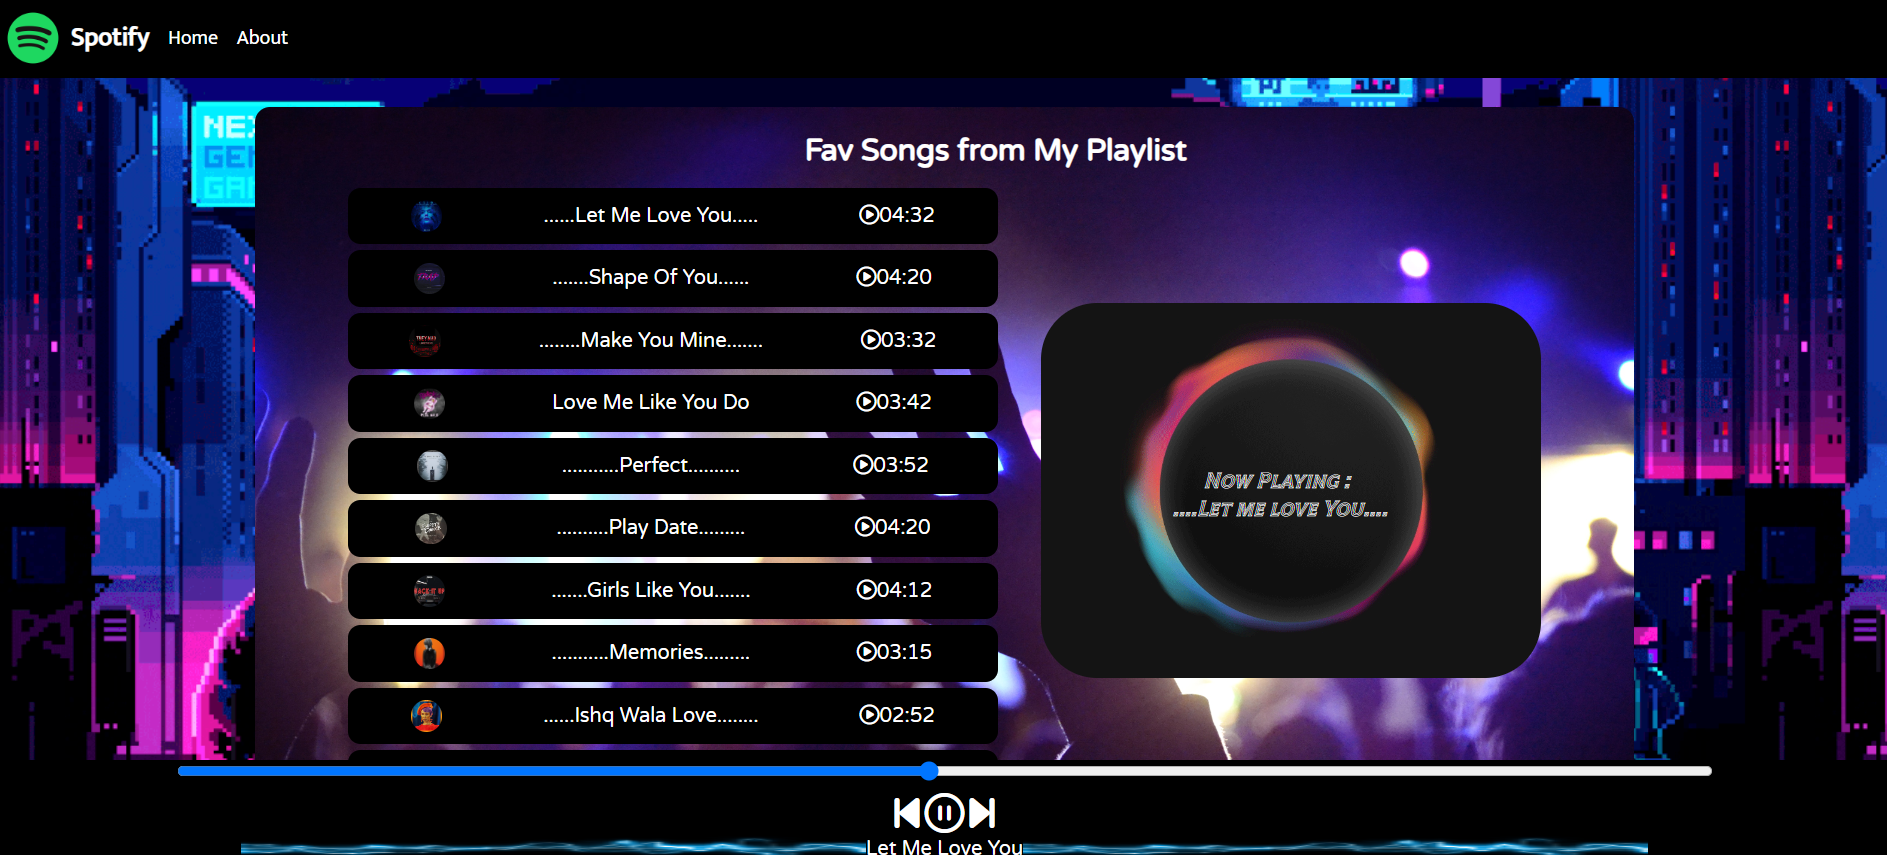 Spotify Home About
NEX
GEN
GAM
Fav Songs from My Playlist
......Let Me Love You..... 04:32
.......Shape Of You...... 04:20
........Make You Mine....... 03:32
Love Me Like You Do 03:42
...........Perfect.......... 03:52
..........Play Date......... 04:20
.......Girls Like You....... 04:12
...........Memories......... 03:15
......Ishq Wala Love........ 02:52
Now Playing :
....Let me love You....
Let Me Love You